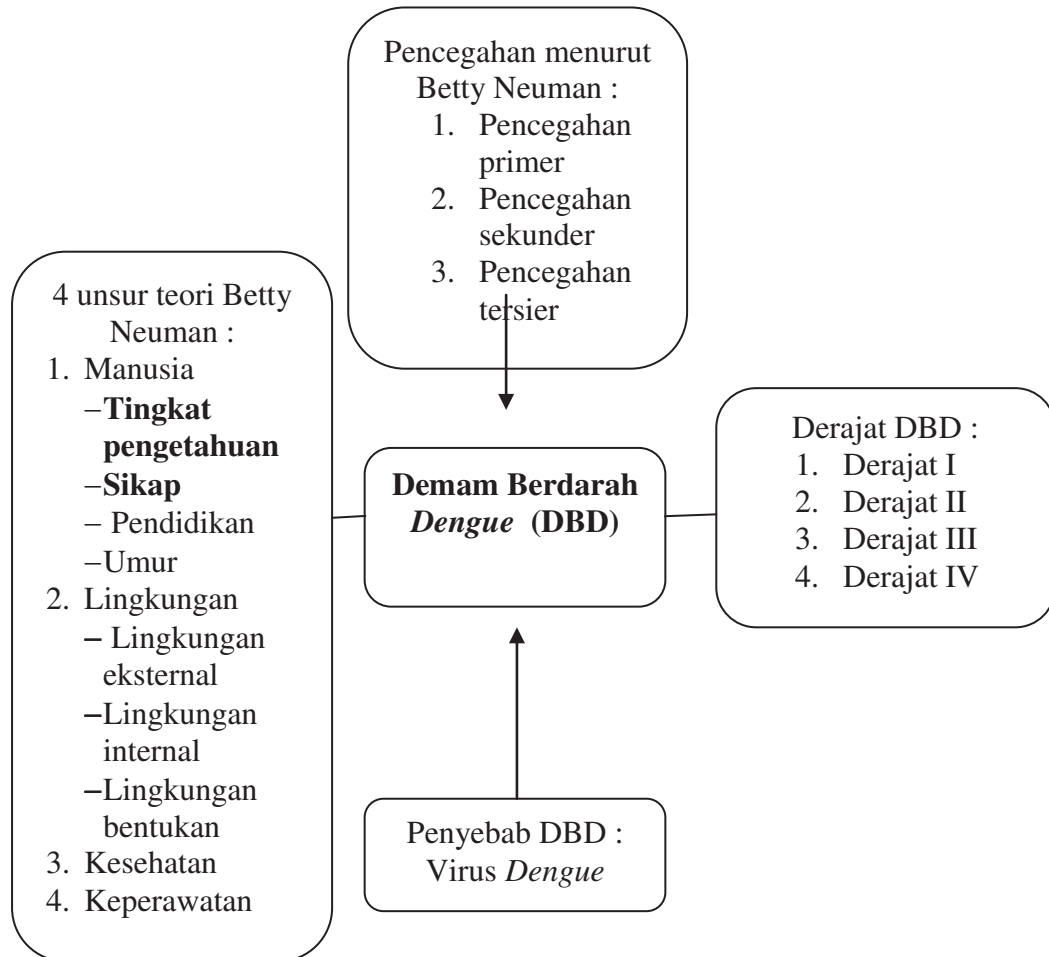 Pencegahan menurut
Betty Neuman :
1. Pencegahan
primer
2. Pencegahan
sekunder
3. Pencegahan
tersier
4 unsur teori Betty
Neuman :
1. Manusia
–Tingkat
pengetahuan
–Sikap
– Pendidikan
–Umur
2. Lingkungan
– Lingkungan
eksternal
–Lingkungan
internal
–Lingkungan
bentukan
3. Kesehatan
4. Keperawatan
Demam Berdarah
Dengue (DBD)
Derajat DBD :
1. Derajat I
2. Derajat II
3. Derajat III
4. Derajat IV
Penyebab DBD :
Virus Dengue